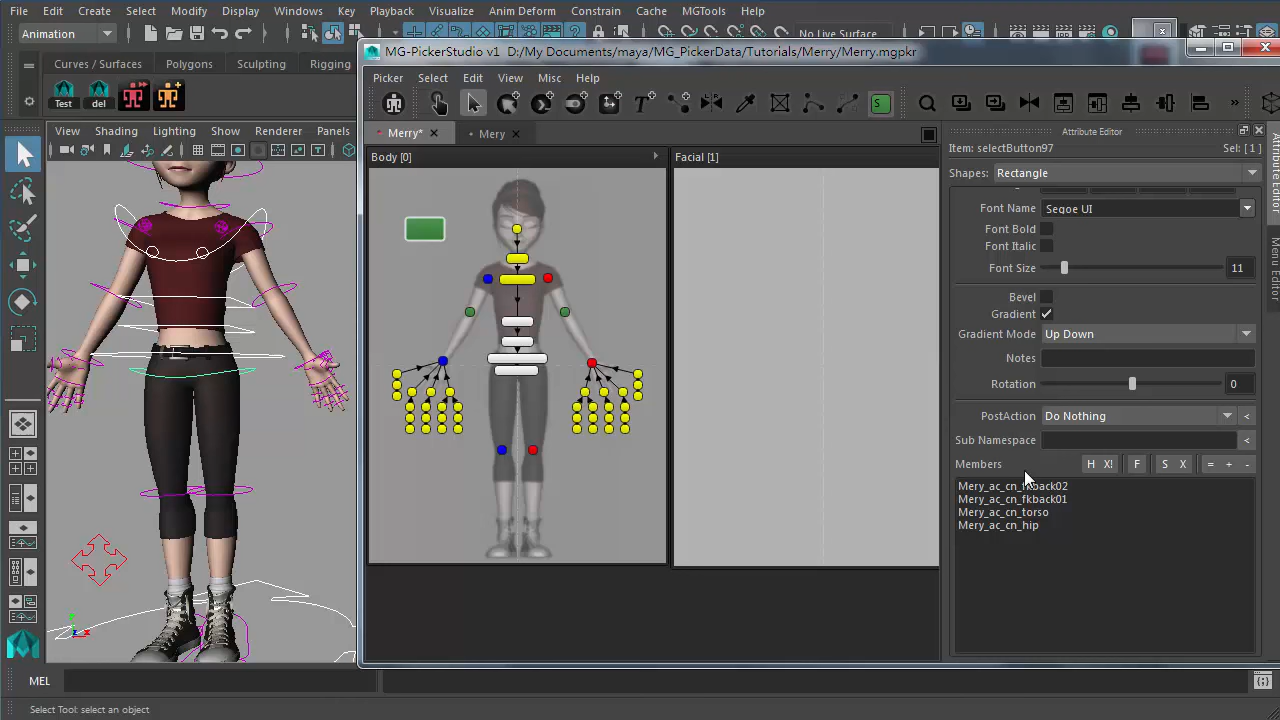 File Edit Create Select Modify Display Windows Key Playback Visualize Anim Deform Constrain Cache MGTools Help
Animation
No Live Surface
MG-PickerStudio v1 D:/My Documents/maya/MG_PickerData/Tutorials/Merry/Merry.mgpkr
Curves / Surfaces Polygons Sculpting Rigging
Picker Select Edit View Misc Help
Test del
T S »
View Shading Lighting Show Renderer Panels
Merry* Merry
Attribute Editor
Item: selectButton97 Sel: [ 1 ]
Body [0] Facial [1]
Shapes: Rectangle
Font Name Segoe UI
Font Bold
Font Italic
Font Size 11
Bevel
Gradient
Gradient Mode Up Down
Notes
Rotation 0
PostAction Do Nothing <
Sub Namespace <
Members H X! F S X = + -
Mery_ac_cn_fkback02
Mery_ac_cn_fkback01
Mery_ac_cn_torso
Mery_ac_cn_hip
Attribute Editor
Menu Editor
MEL
Select Tool: select an object